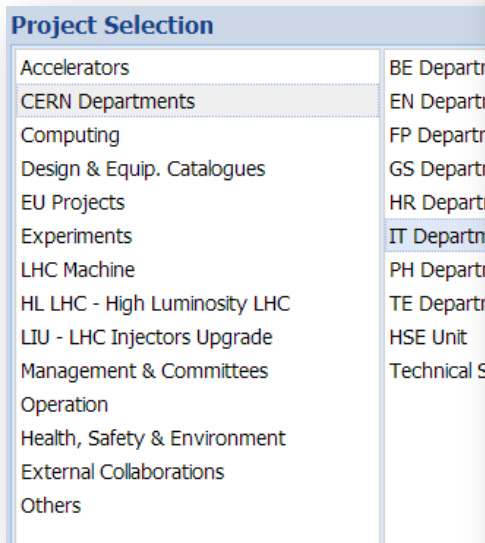 Project Selection
Accelerators
CERN Departments
Computing
Design & Equip. Catalogues
EU Projects
Experiments
LHC Machine
HL LHC - High Luminosity LHC
LIU - LHC Injectors Upgrade
Management & Committees
Operation
Health, Safety & Environment
External Collaborations
Others
BE
EN
FP
GS
HR
IT
PH
TE
HSE Unit
Technical